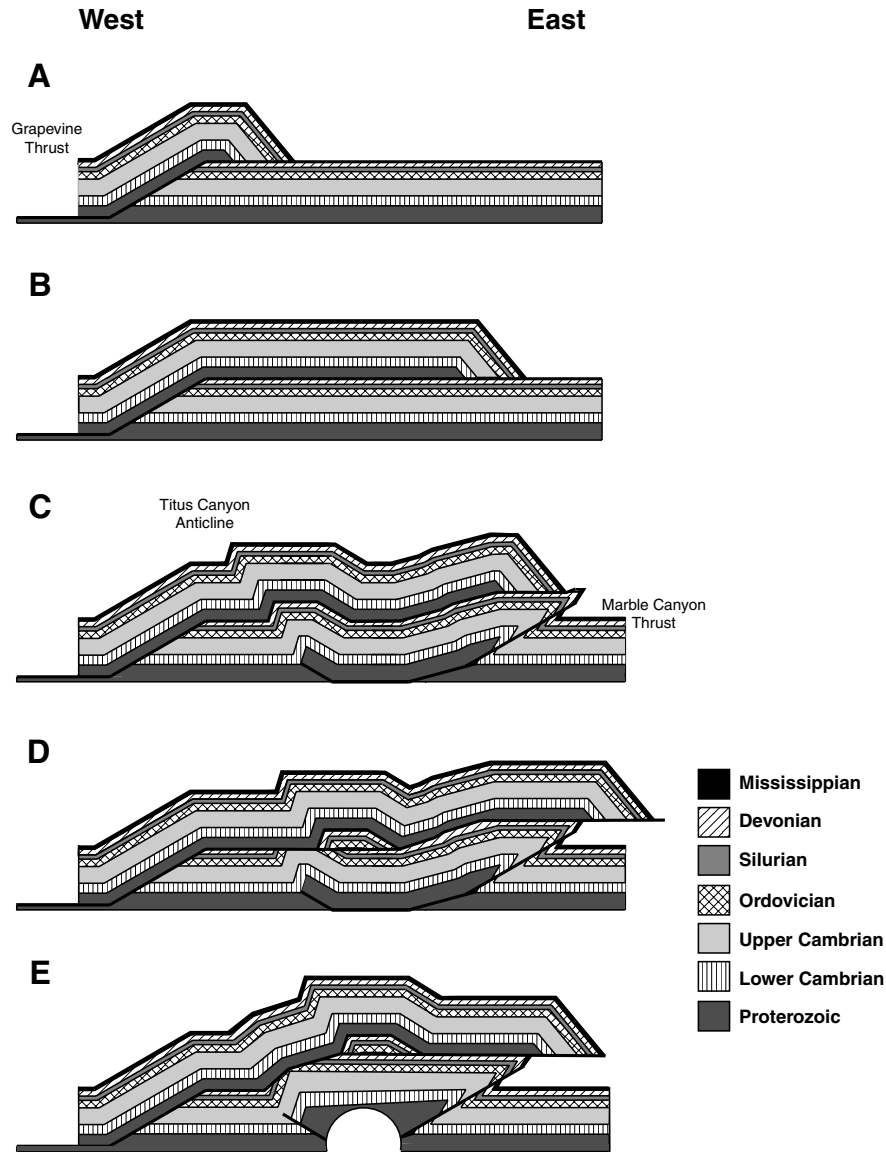 West
East
A
Grapevine
Thrust
B
C
Titus Canyon
Anticline
Marble Canyon
Thrust
D
Mississippian
Devonian
Silurian
Ordovician
Upper Cambrian
Lower Cambrian
Proterozoic
E